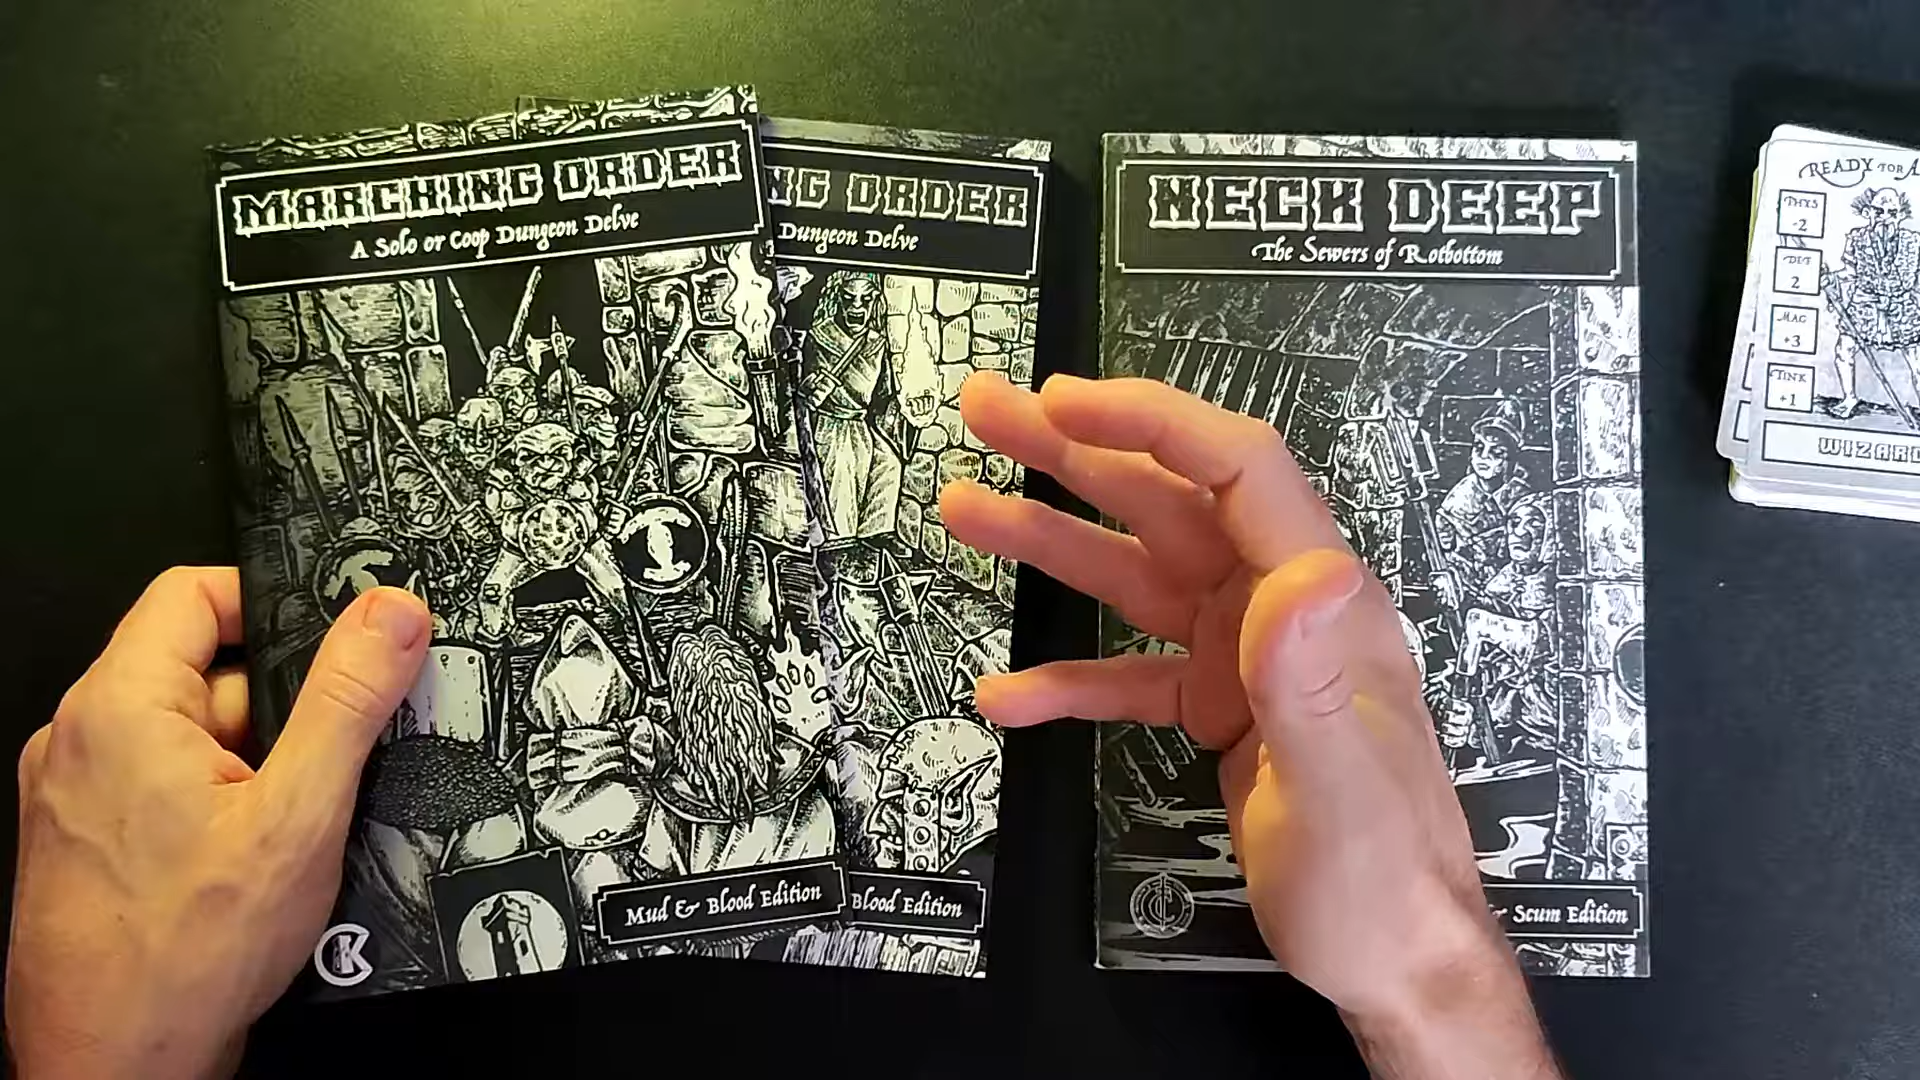 MARCHING ORDER
A Solo or Coop Dungeon Delve
Mud & Blood Edition
NG ORDER
Dungeon Delve
Blood Edition
NECK DEEP
The Sewers of Rotbottom
& Scum Edition
READY FOR A
PHYS
-2
DEF
2
MAG
+3
TINK
+1
WIZARD